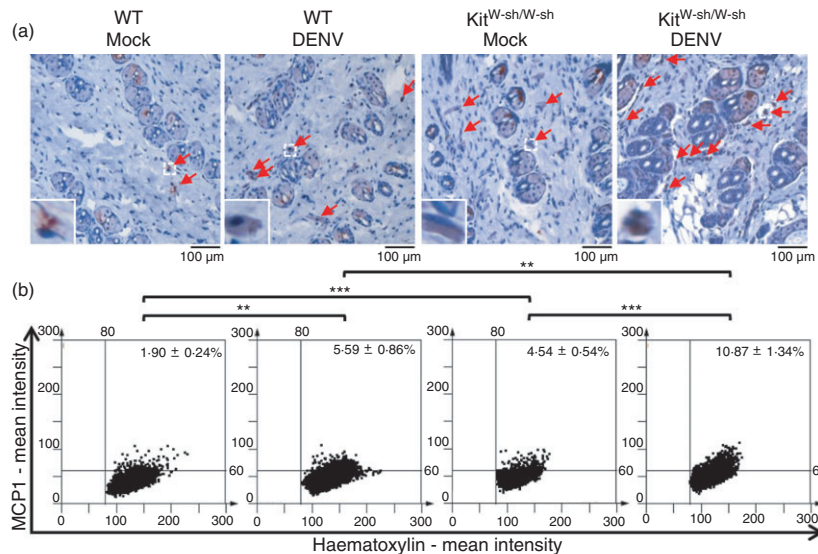 (a)
WT
Mock
WT
DENV
Kit^W-sh/W-sh
Mock
Kit^W-sh/W-sh
DENV
100 µm
100 µm
100 µm
100 µm
**
***
**
***
(b)
300
80
1·90 ± 0·24%
200
100
60
0
0 100 200 300
300
80
5·59 ± 0·86%
200
100
60
0
0 100 200 300
300
80
4·54 ± 0·54%
200
100
60
0
0 100 200 300
300
80
10·87 ± 1·34%
200
100
6
0
0 100 200 300
MCP1 - mean intensity
Haematoxylin - mean intensity